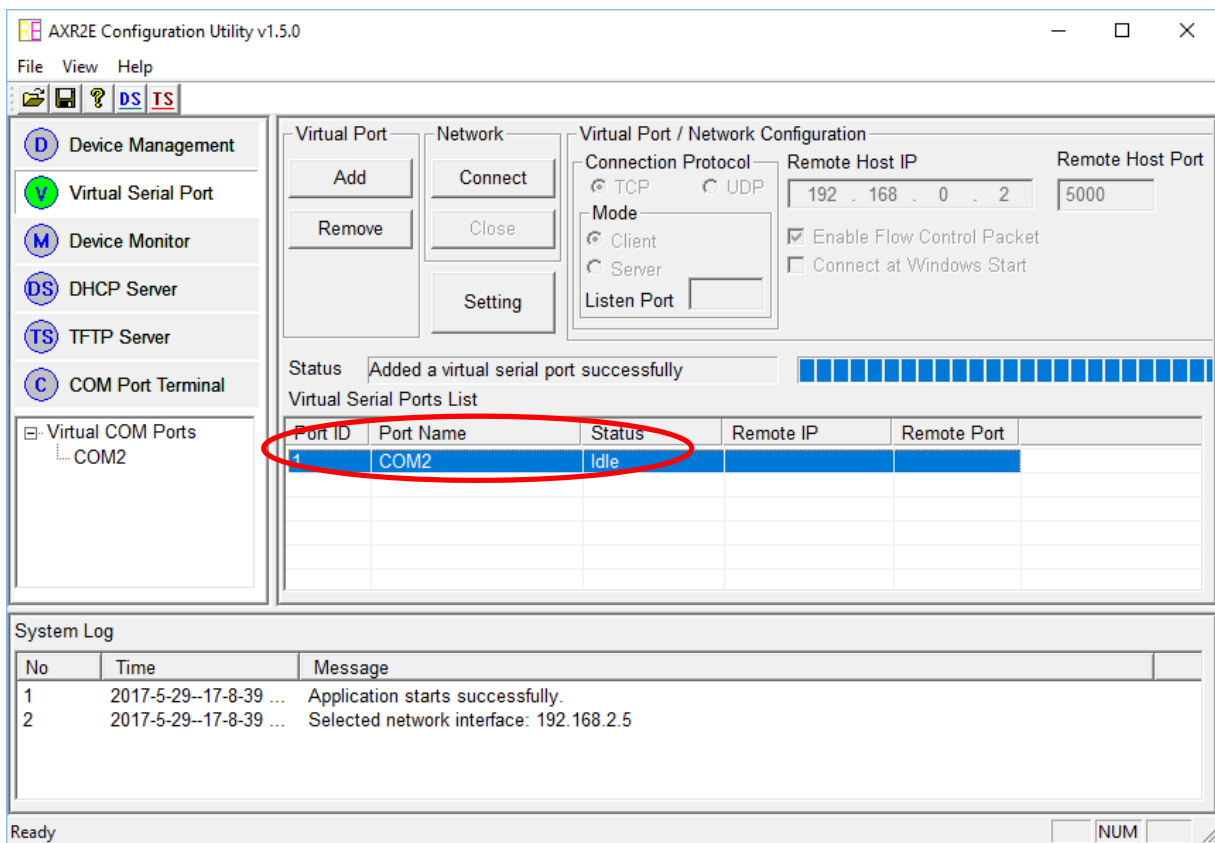 AXR2E Configuration Utility v1.5.0
File View Help
DS TS
D Device Management
V Virtual Serial Port
M Device Monitor
DS DHCP Server
TS TFTP Server
C COM Port Terminal
Virtual COM Ports
COM2
Virtual Port
Add
Remove
Network
Connect
Close
Setting
Virtual Port / Network Configuration
Connection Protocol
TCP UDP
Mode
Client
Server
Listen Port
Remote Host IP
192 . 168 . 0 . 2
Remote Host Port
5000
Enable Flow Control Packet
Connect at Windows Start
Status Added a virtual serial port successfully
Virtual Serial Ports List
Port ID Port Name Status Remote IP Remote Port
1 COM2 Idle
System Log
No Time Message
1 2017-5-29--17-8-39 ... Application starts successfully.
2 2017-5-29--17-8-39 ... Selected network interface: 192.168.2.5
Ready NUM